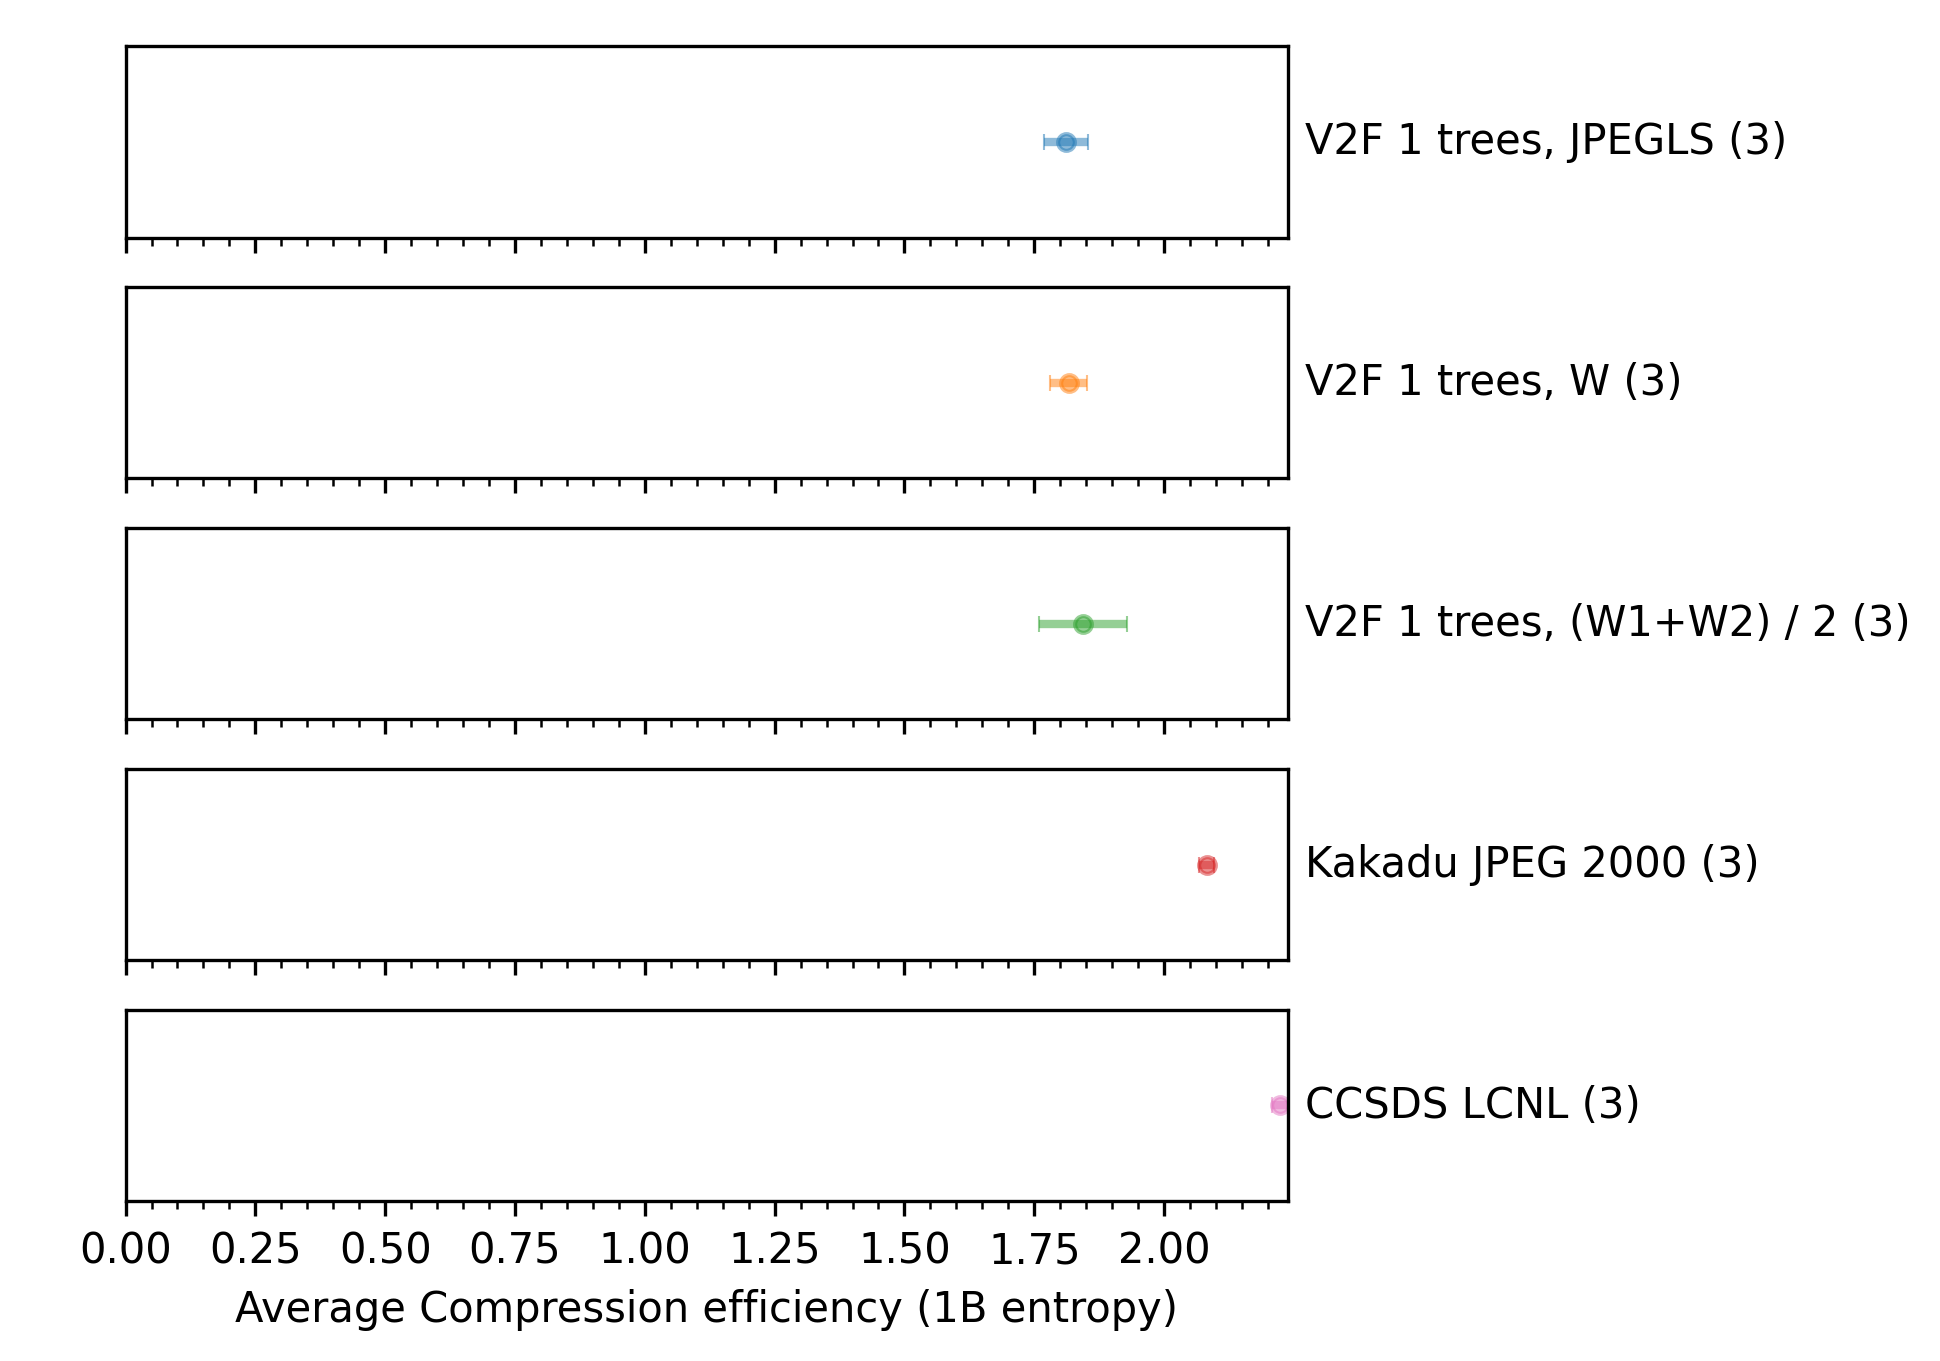 V2F 1 trees, JPEGLS (3)
V2F 1 trees, W (3)
V2F 1 trees, (W1+W2) / 2 (3)
Kakadu JPEG 2000 (3)
CCSDS LCNL (3)
0.00 0.25 0.50 0.75 1.00 1.25 1.50 1.75 2.00
Average Compression efficiency (1B entropy)